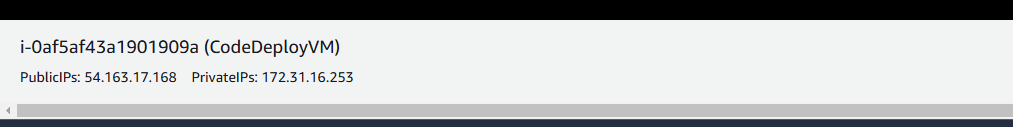 i-0af5af43a1901909a (CodeDeployVM)
PublicIPs: 54.163.17.168 PrivateIPs: 172.31.16.253